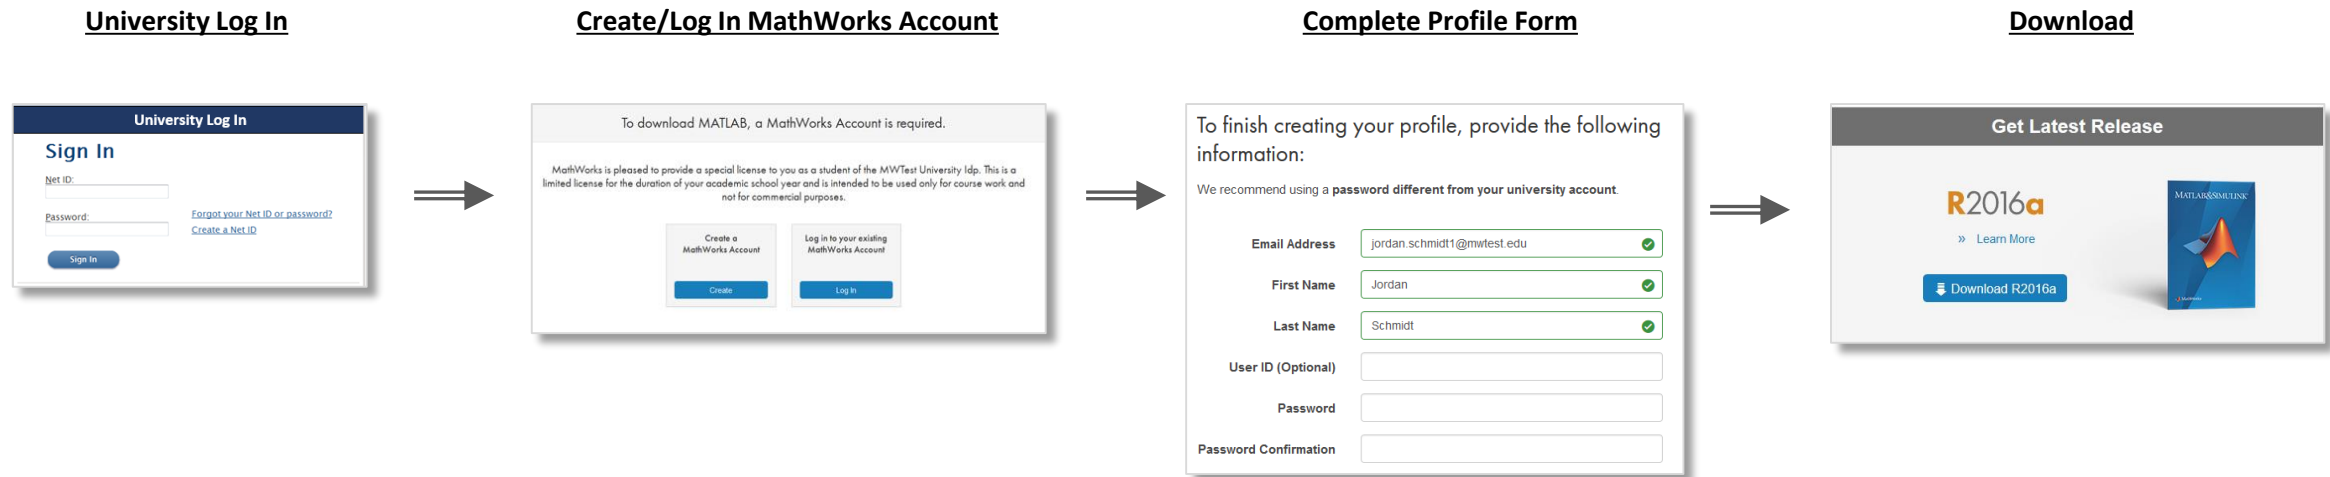 University Log In
Create/Log In MathWorks Account
Complete Profile Form
Download
University Log In
Sign In
Net ID:
Password:
Forgot your Net ID or password?
Create a Net ID
Sign In
To download MATLAB, a MathWorks Account is required.
MathWorks is pleased to provide a special license to you as a student of the MWTest University Idp. This is a
limited license for the duration of your academic school year and is intended to be used only for course work and
not for commercial purposes.
Create a
MathWorks Account
Create
Log in to your existing
MathWorks Account
Log In
To finish creating your profile, provide the following
information:
We recommend using a password different from your university account.
Email Address
jordan.schmidt1@mwtest.edu
First Name
Jordan
Last Name
Schmidt
User ID (Optional)
Password
Password Confirmation
Get Latest Release
R2016a
» Learn More
Download R2016a
MATLAB&SIMULINK
MathWorks